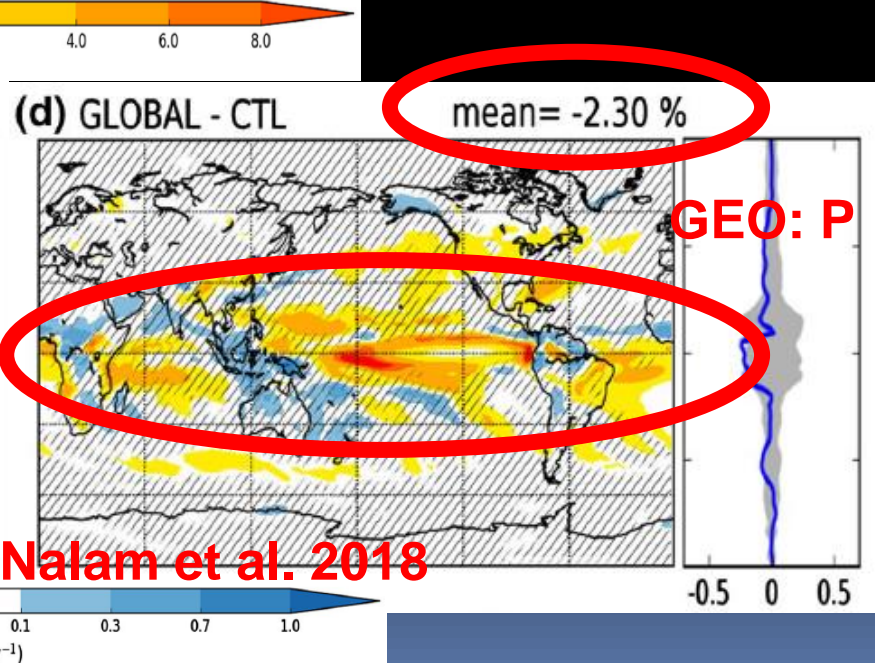 4.0 6.0 8.0
(d) GLOBAL - CTL mean= -2.30 %
GEO: P
Nalam et al. 2018
-0.5 0 0.5
0.1 0.3 0.7 1.0
⁻¹)